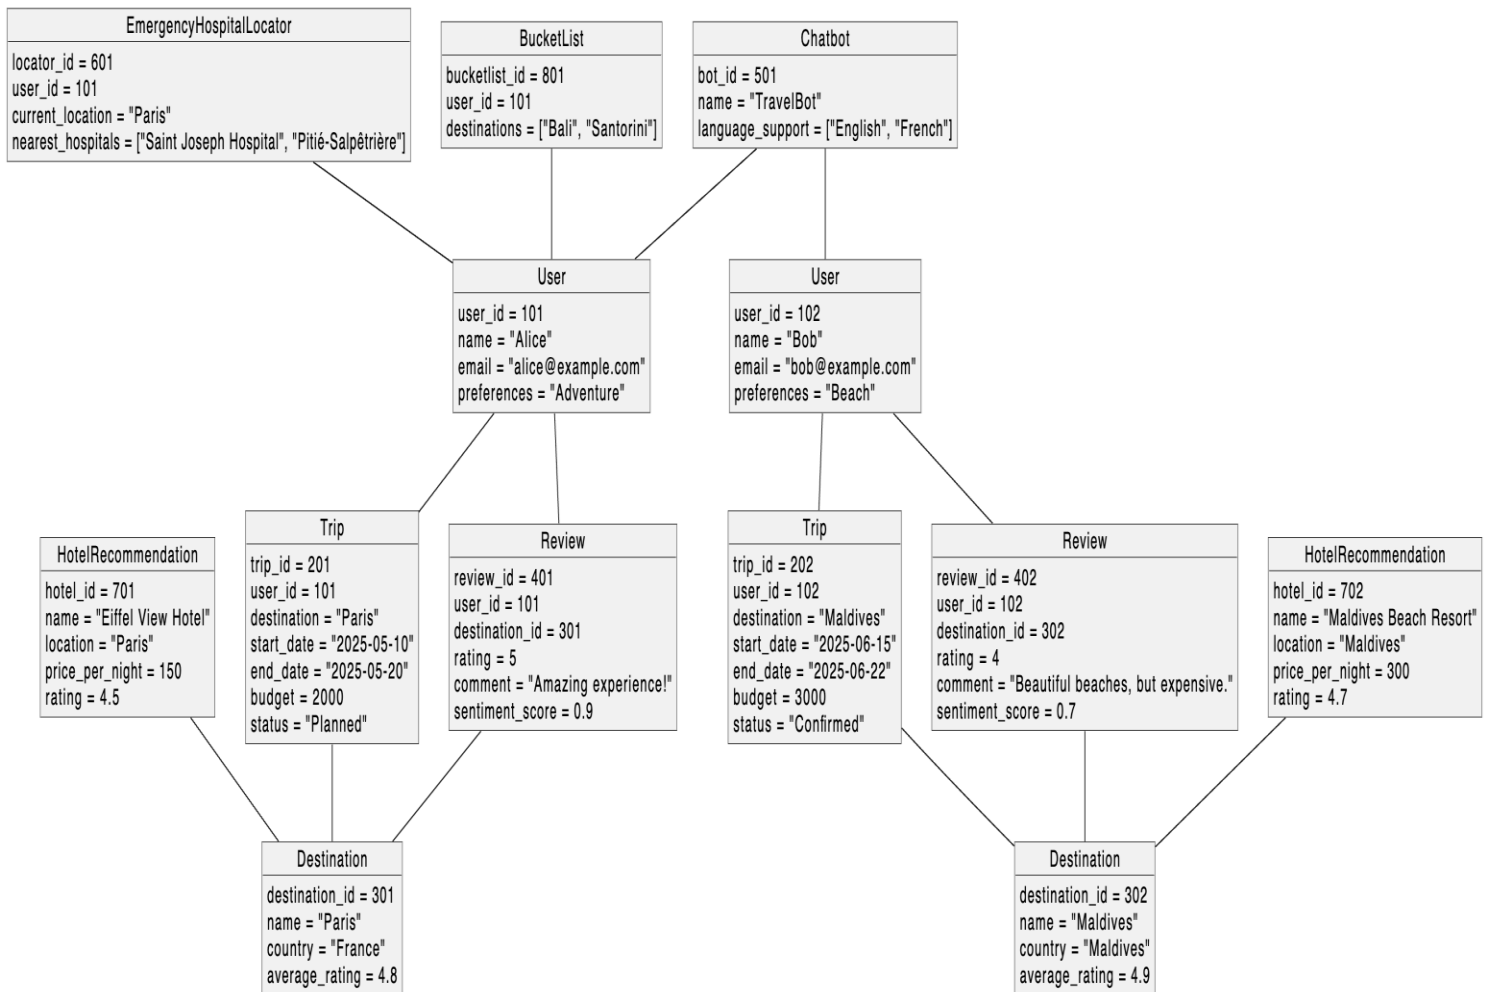 EmergencyHospitalLocator
locator_id = 601
user_id = 101
current_location = "Paris"
nearest_hospitals = ["Saint Joseph Hospital", "Pitié-Salpêtrière"]
BucketList
bucketlist_id = 801
user_id = 101
destinations = ["Bali", "Santorini"]
Chatbot
bot_id = 501
name = "TravelBot"
language_support = ["English", "French"]
User
user_id = 101
name = "Alice"
email = "alice@example.com"
preferences = "Adventure"
User
user_id = 102
name = "Bob"
email = "bob@example.com"
preferences = "Beach"
HotelRecommendation
hotel_id = 701
name = "Eiffel View Hotel"
location = "Paris"
price_per_night = 150
rating = 4.5
Trip
trip_id = 201
user_id = 101
destination = "Paris"
start_date = "2025-05-10"
end_date = "2025-05-20"
budget = 2000
status = "Planned"
Review
review_id = 401
user_id = 101
destination_id = 301
rating = 5
comment = "Amazing experience!"
sentiment_score = 0.9
Trip
trip_id = 202
user_id = 102
destination = "Maldives"
start_date = "2025-06-15"
end_date = "2025-06-22"
budget = 3000
status = "Confirmed"
Review
review_id = 402
user_id = 102
destination_id = 302
rating = 4
comment = "Beautiful beaches, but expensive."
sentiment_score = 0.7
HotelRecommendation
hotel_id = 702
name = "Maldives Beach Resort"
location = "Maldives"
price_per_night = 300
rating = 4.7
Destination
destination_id = 301
name = "Paris"
country = "France"
average_rating = 4.8
Destination
destination_id = 302
name = "Maldives"
country = "Maldives"
average_rating = 4.9